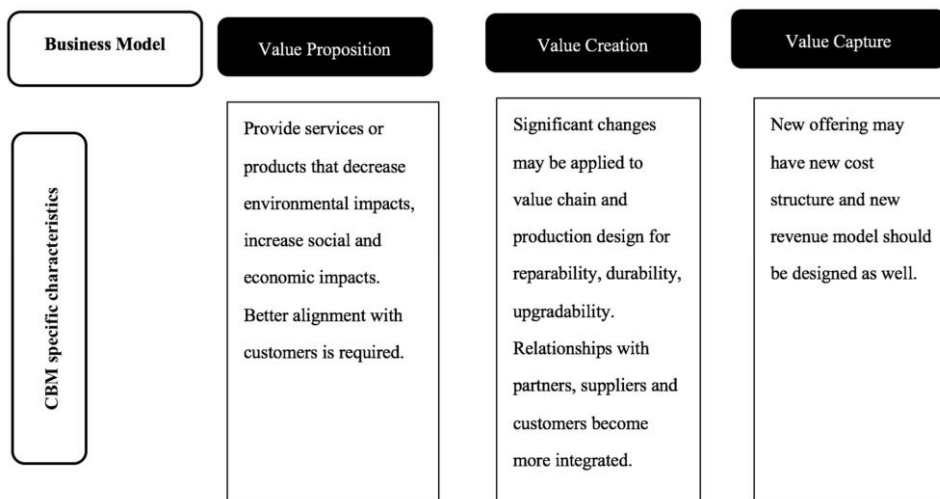 Business Model
Value Proposition
Value Creation
Value Capture
CBM specific characteristics
Provide services or
products that decrease
environmental impacts,
increase social and
economic impacts.
Better alignment with
customers is required.
Significant changes
may be applied to
value chain and
production design for
reparability, durability,
upgradability.
Relationships with
partners, suppliers and
customers become
more integrated.
New offering may
have new cost
structure and new
revenue model should
be designed as well.